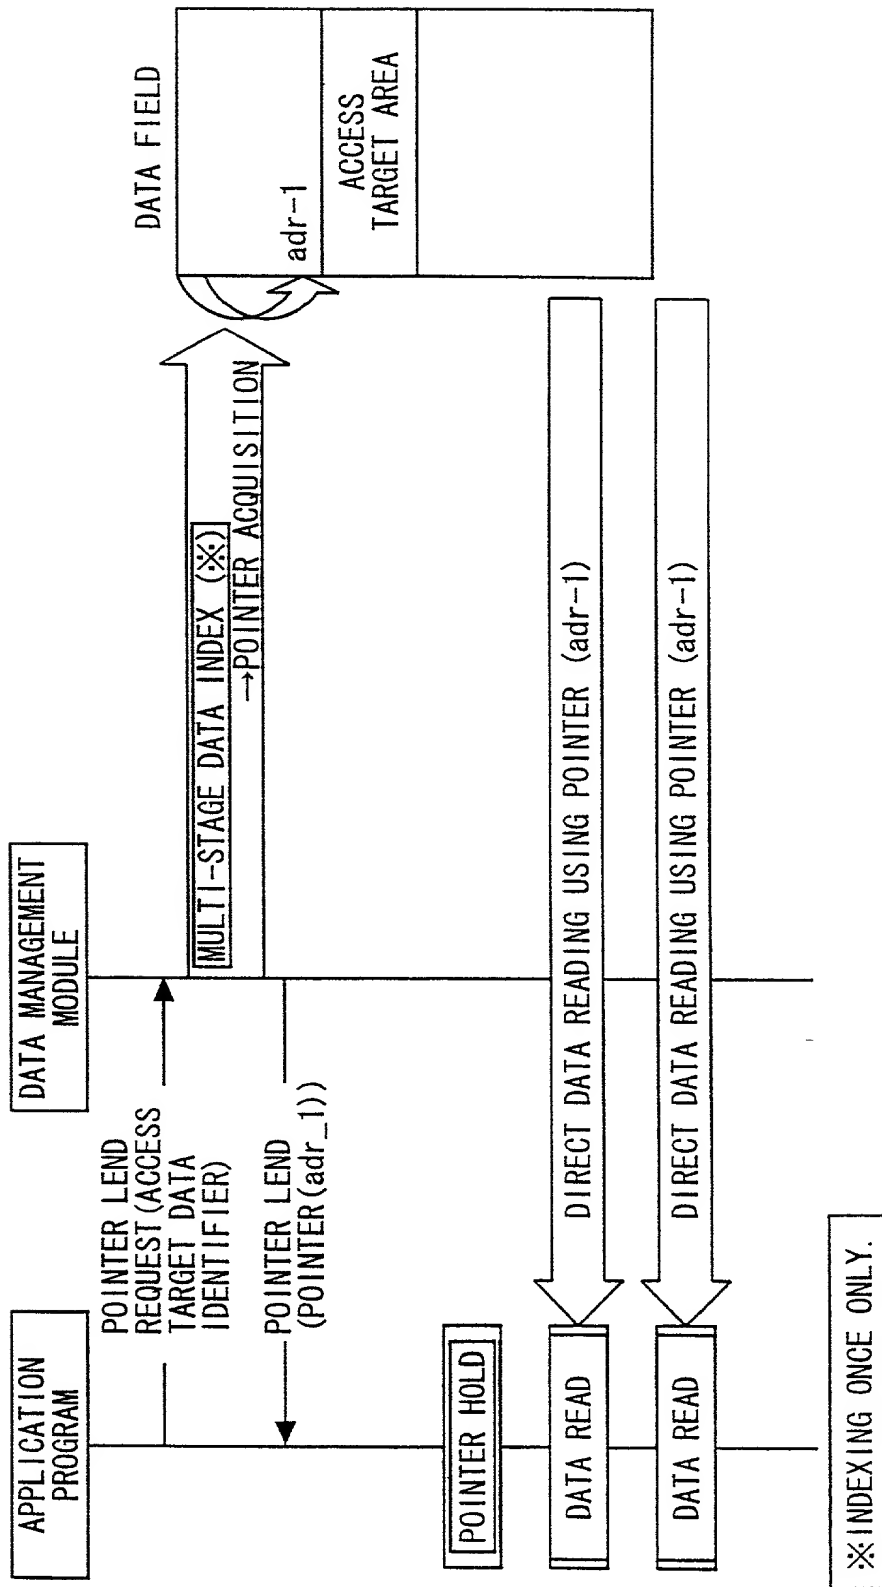 APPLICATION
PROGRAM
DATA MANAGEMENT
MODULE
DATA FIELD
POINTER LEND
REQUEST(ACCESS
TARGET DATA
IDENTIFIER)
MULTI-STAGE DATA INDEX (※)
→POINTER ACQUISITION
adr-1
ACCESS
TARGET AREA
POINTER LEND
(POINTER(adr_1))
POINTER HOLD
DATA READ
DIRECT DATA READING USING POINTER (adr-1)
DATA READ
DIRECT DATA READING USING POINTER (adr-1)
※INDEXING ONCE ONLY.